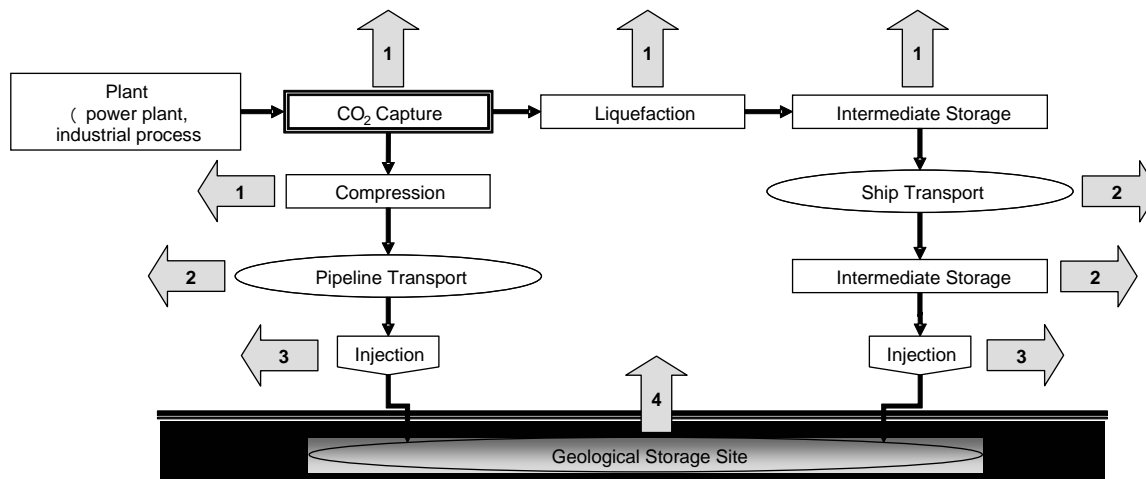 1
1
1
Plant
( power plant,
industrial process
CO₂ Capture
Liquefaction
Intermediate Storage
1
Compression
Ship Transport
2
2
Pipeline Transport
Intermediate Storage
2
3
Injection
Injection
3
4
Geological Storage Site